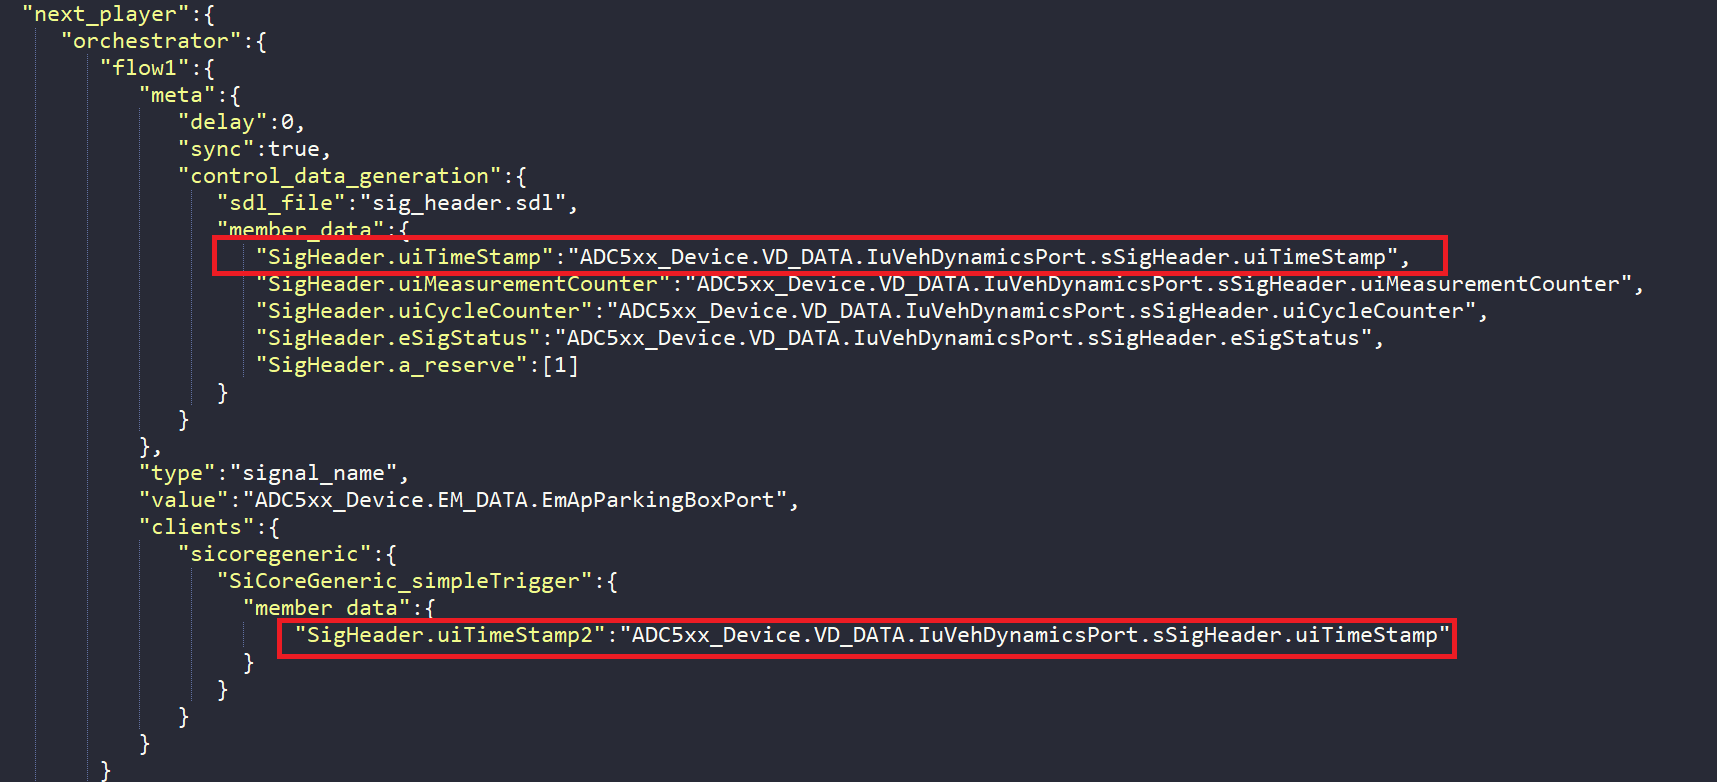 "next_player":{
"orchestrator":{
"flow1":{
"meta":{
"delay":0,
"sync":true,
"control_data_generation":{
"sdl_file":"sig_header.sdl",
"member_data":{
"SigHeader.uiTimeStamp":"ADC5xx_Device.VD_DATA.IuVehDynamicsPort.sSigHeader.uiTimeStamp",
"SigHeader.uiMeasurementCounter":"ADC5xx_Device.VD_DATA.IuVehDynamicsPort.sSigHeader.uiMeasurementCounter",
"SigHeader.uiCycleCounter":"ADC5xx_Device.VD_DATA.IuVehDynamicsPort.sSigHeader.uiCycleCounter",
"SigHeader.eSigStatus":"ADC5xx_Device.VD_DATA.IuVehDynamicsPort.sSigHeader.eSigStatus",
"SigHeader.a_reserve":[1]
}
}
},
"type":"signal_name",
"value":"ADC5xx_Device.EM_DATA.EmApParkingBoxPort",
"clients":{
"sicoregeneric":{
"SiCoreGeneric_simpleTrigger":{
"member_data":{
"SigHeader.uiTimeStamp2":"ADC5xx_Device.VD_DATA.IuVehDynamicsPort.sSigHeader.uiTimeStamp"
}
}
}
}
}